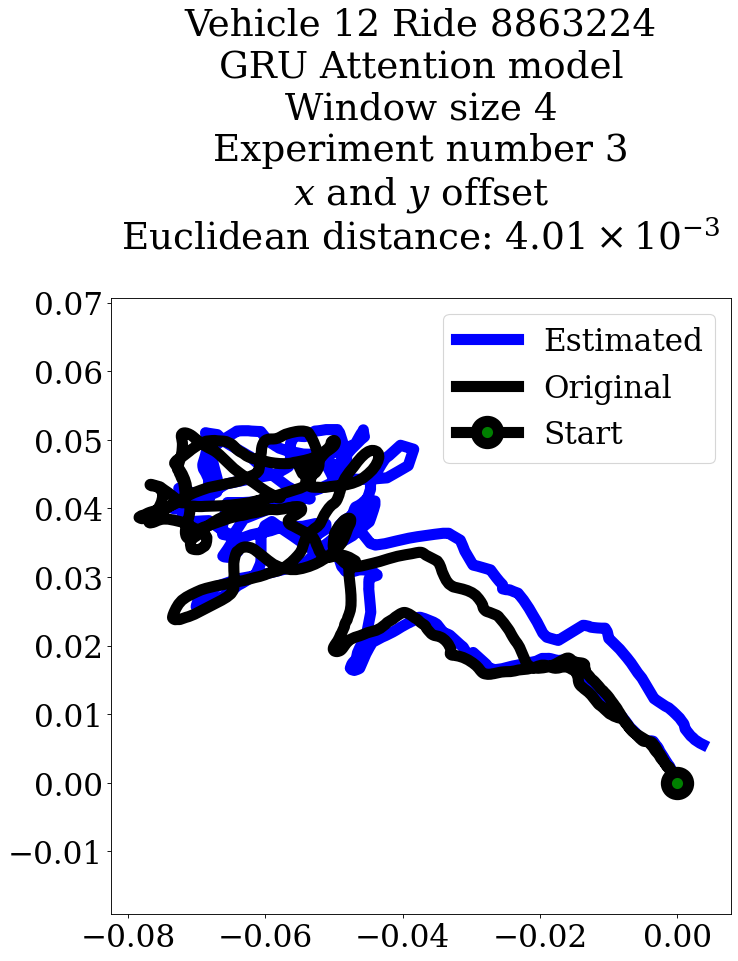 Vehicle 12 Ride 8863224
GRU Attention model
Window size 4
Experiment number 3
x and y offset
Euclidean distance: 4.01 × 10⁻³
Estimated
Original
Start
0.07
0.06
0.05
0.04
0.03
0.02
0.01
0.00
−0.01
−0.08
−0.06
−0.04
−0.02
0.00